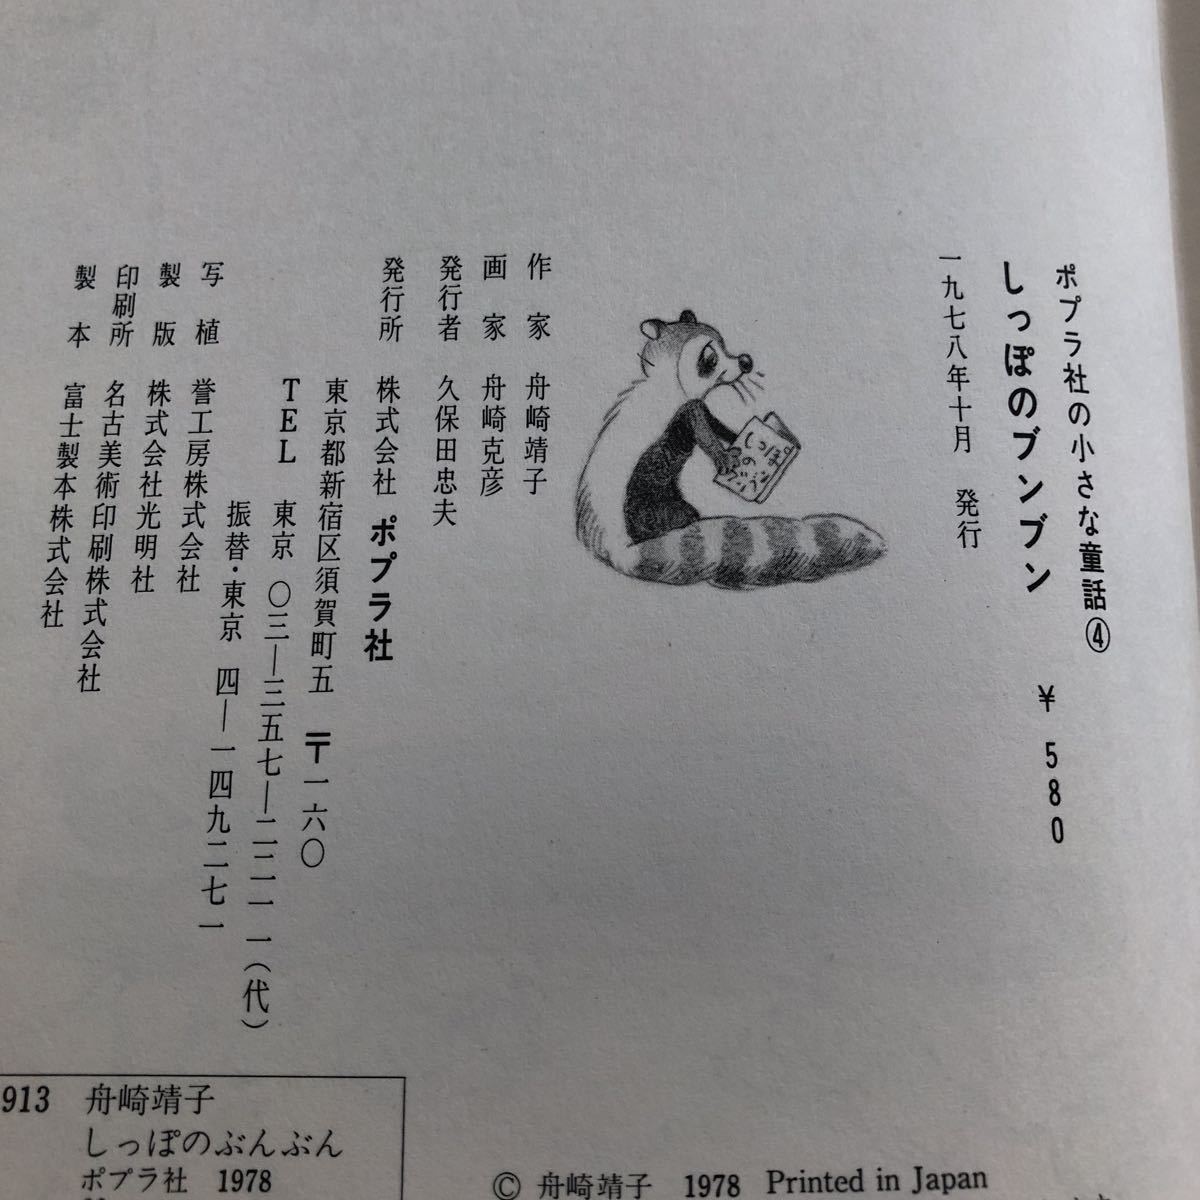 ポプラ社の小さな童話④
しっぽのブンブン ¥580
一九七八年十月 発行
しっぽ
の
作家 舟崎靖子
画家 舟崎克彦
発行者 久保田忠夫
発行所 株式会社 ポプラ社
東京都新宿区須賀町五 〒一六〇
TEL 東京 〇三―三五七―二二一一(代)
振替・東京 四―一四九二七一
写植 誉工房株式会社
製版 株式会社光明社
印刷所 名古美術印刷株式会社
製本 富士製本株式会社
913 舟崎靖子
しっぽのぶんぶん
ポプラ社 1978
© 舟崎靖子 1978 Printed in Japan